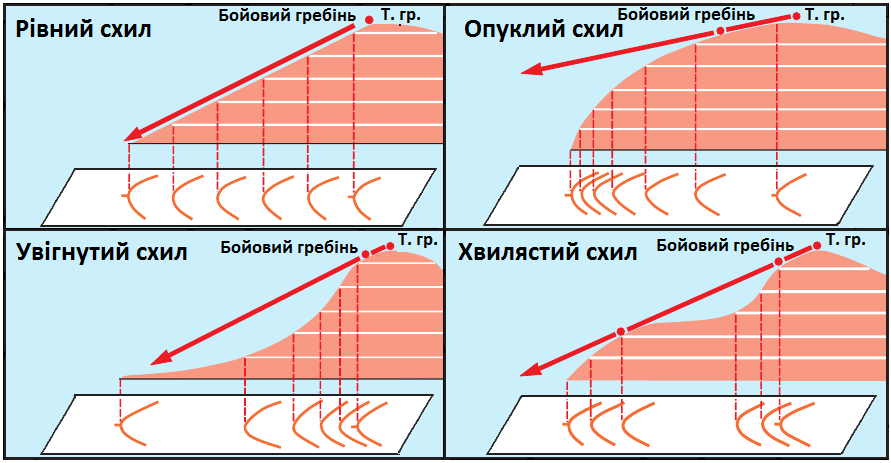 Рівний схил
Бойовий гребінь
Т. гр.
Опуклий схил
Бойовий гребінь
Т. гр.
Увігнутий схил
Бойовий гребінь
Т. гр.
Хвилястий схил
Бойовий гребінь
Т. гр.